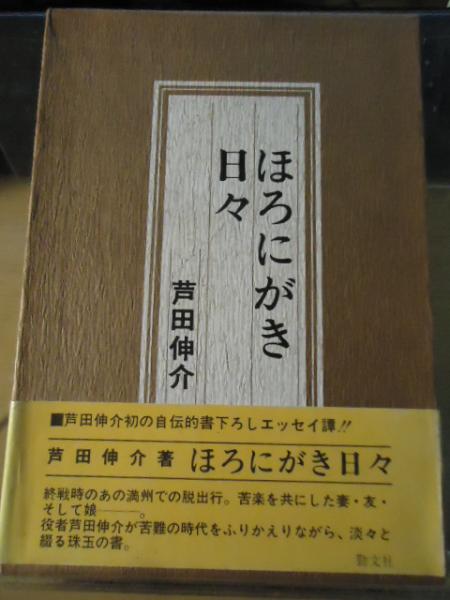 ほろにがき
日々
芦田伸介
■芦田伸介初の自伝的書下ろしエッセイ譚!!
芦田伸介著 ほろにがき日々
終戦時のあの満州での脱出行。苦楽を共にした妻・友・
そして娘───。
役者芦田伸介が苦難の時代をふりかえりながら、淡々と
綴る珠玉の書。
勁文社